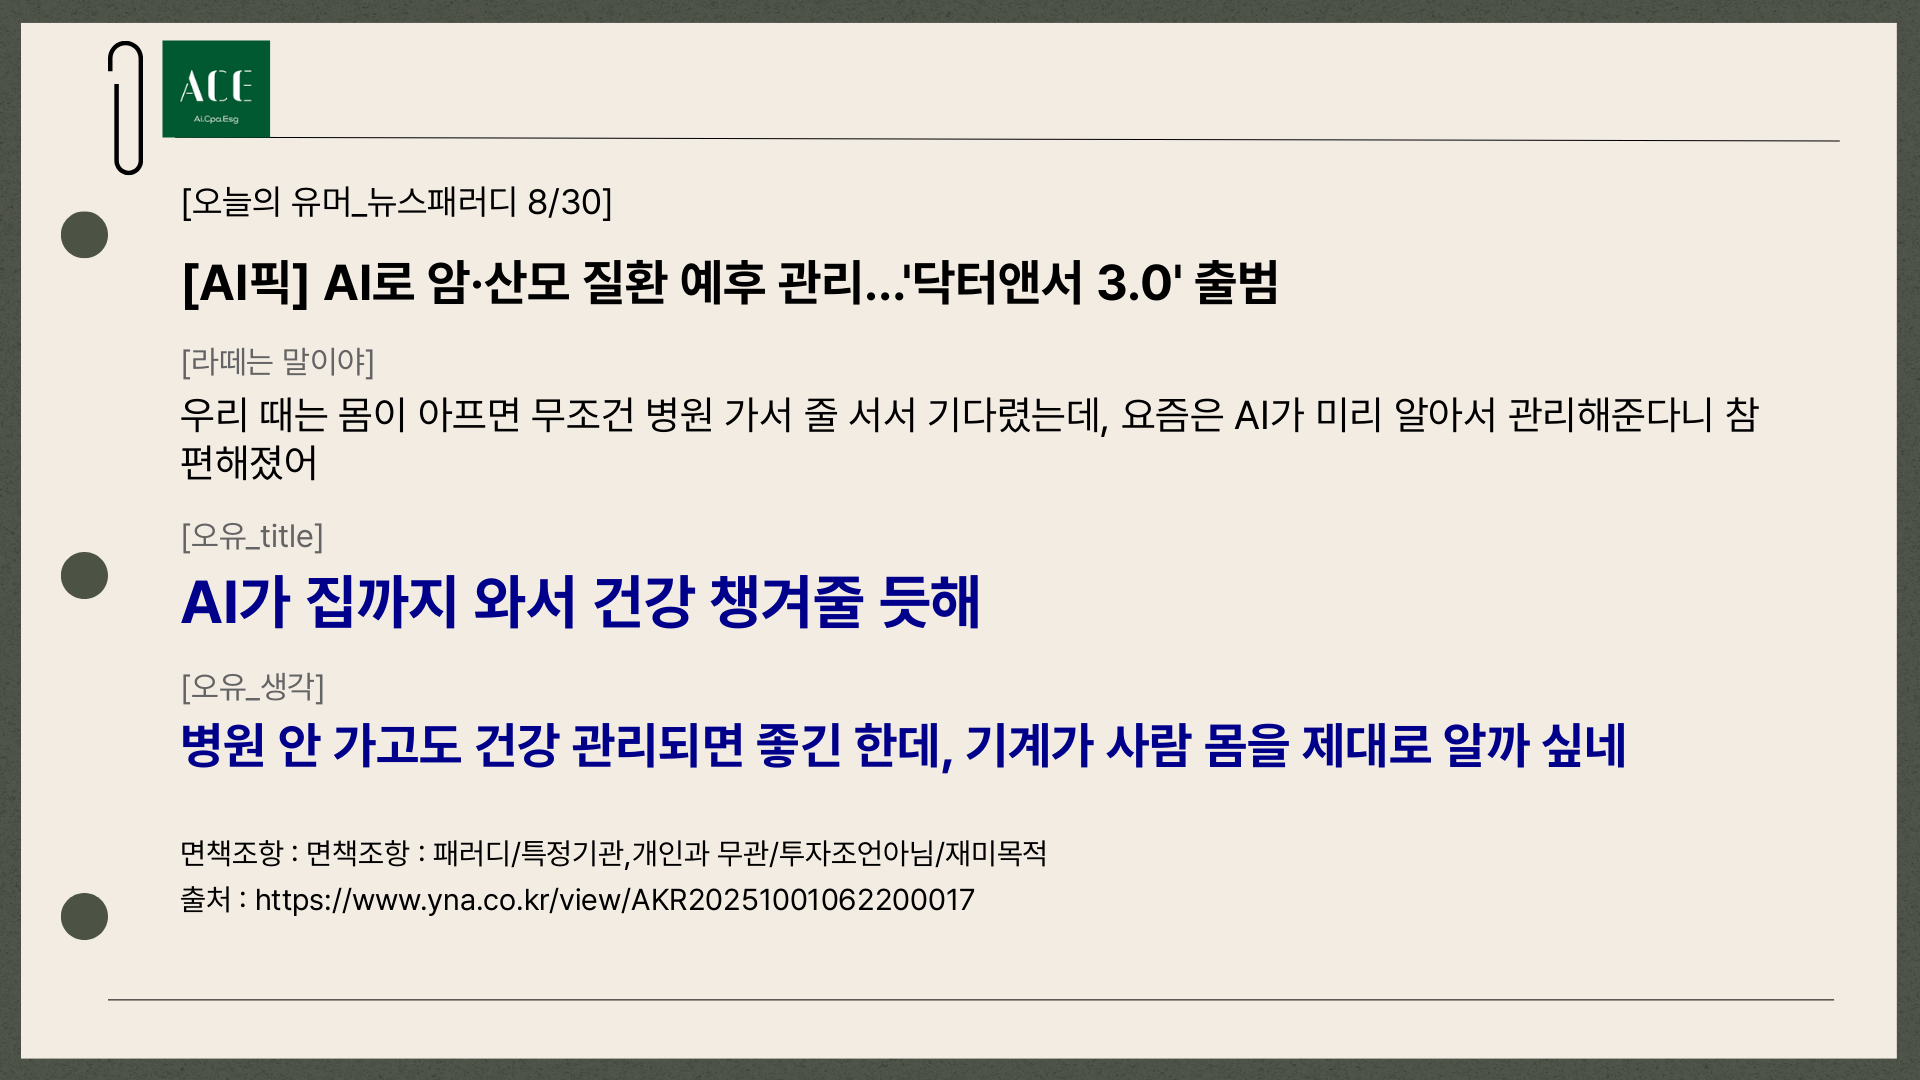 ACE
Ai.Cpa.Esg
[오늘의 유머_뉴스패러디 8/30]
[AI픽] AI로 암·산모 질환 예후 관리...'닥터앤서 3.0' 출범
[라떼는 말이야]
우리 때는 몸이 아프면 무조건 병원 가서 줄 서서 기다렸는데, 요즘은 AI가 미리 알아서 관리해준다니 참
편해졌어
[오유_title]
AI가 집까지 와서 건강 챙겨줄 듯해
[오유_생각]
병원 안 가고도 건강 관리되면 좋긴 한데, 기계가 사람 몸을 제대로 알까 싶네
면책조항 : 면책조항 : 패러디/특정기관,개인과 무관/투자조언아님/재미목적
출처 : https://www.yna.co.kr/view/AKR20251001062200017